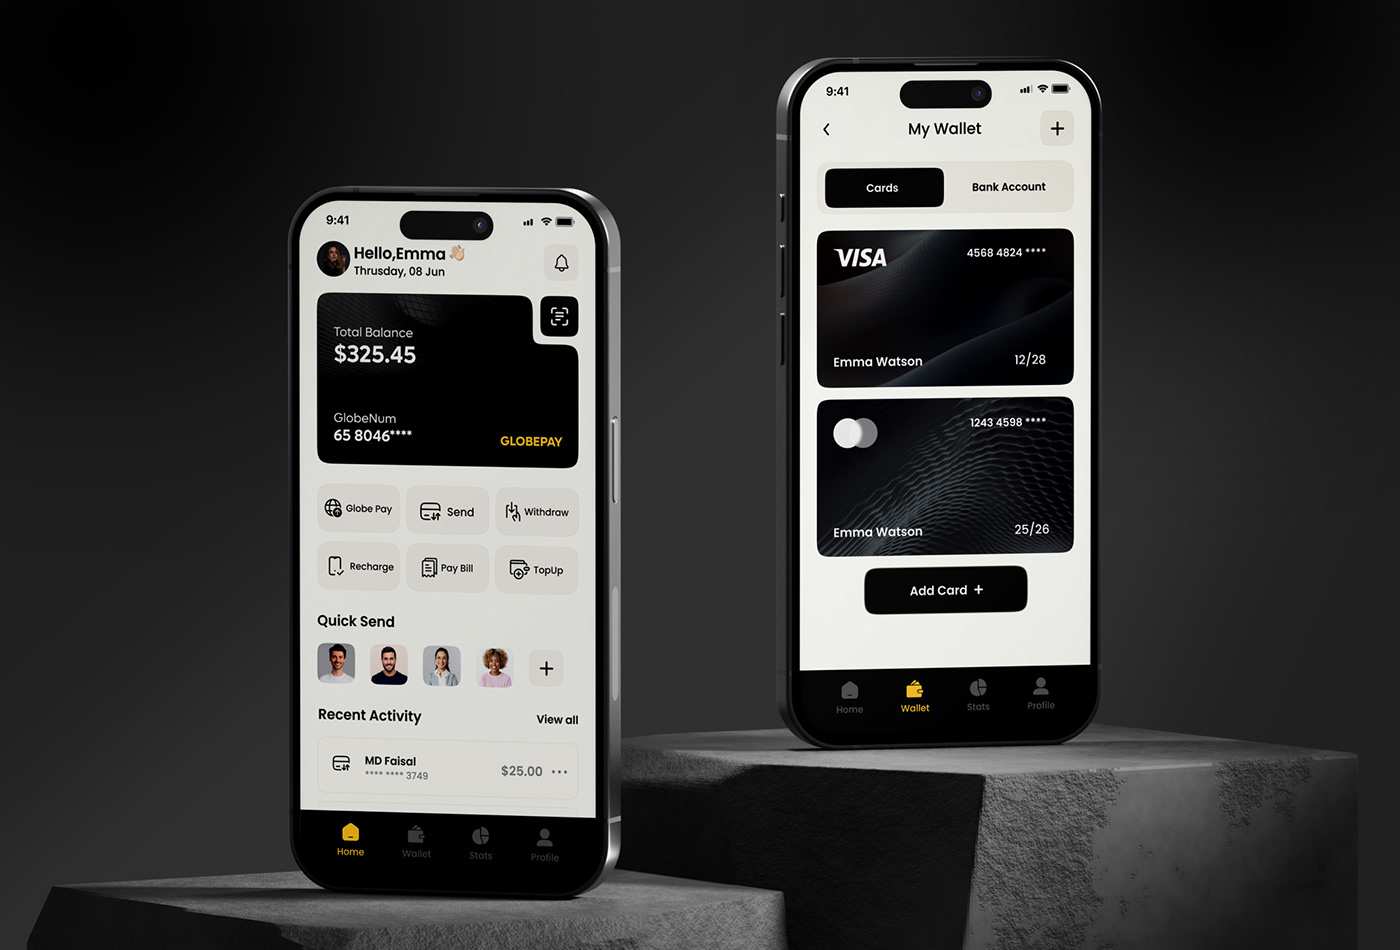 9:41
Hello,Emma 👋🏻
Thrusday, 08 Jun
Total Balance
$325.45
GlobeNum
65 8046****
GLOBEPAY
Globe Pay
Send
Withdraw
Recharge
Pay Bill
TopUp
Quick Send
Recent Activity
View all
MD Faisal
**** **** 3749
$25.00
Home
Wallet
Stats
Profile
9:41
My Wallet
Cards
Bank Account
VISA
4568 4824 ****
Emma Watson
12/28
1243 4598 ****
Emma Watson
25/26
Add Card +
Home
Wallet
Stats
Profile